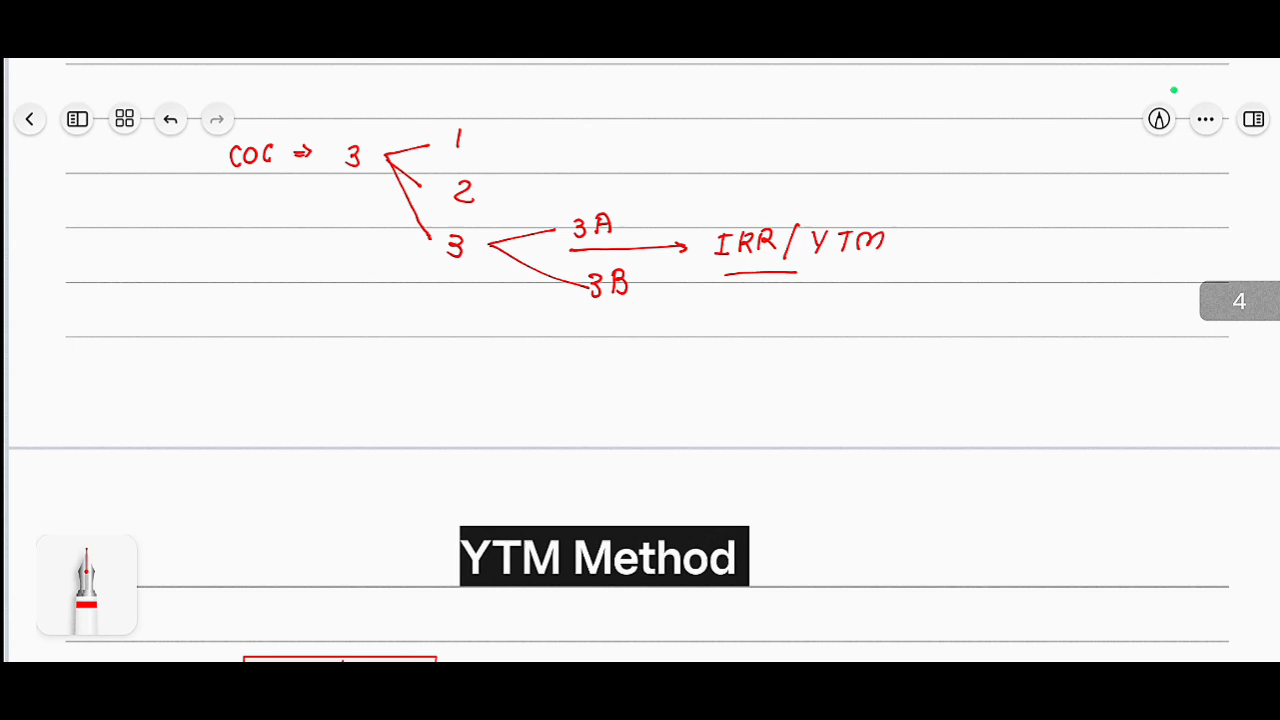 COC ⇒ 3 1
2
3 3A → IRR/YTM
3B
4
YTM Method